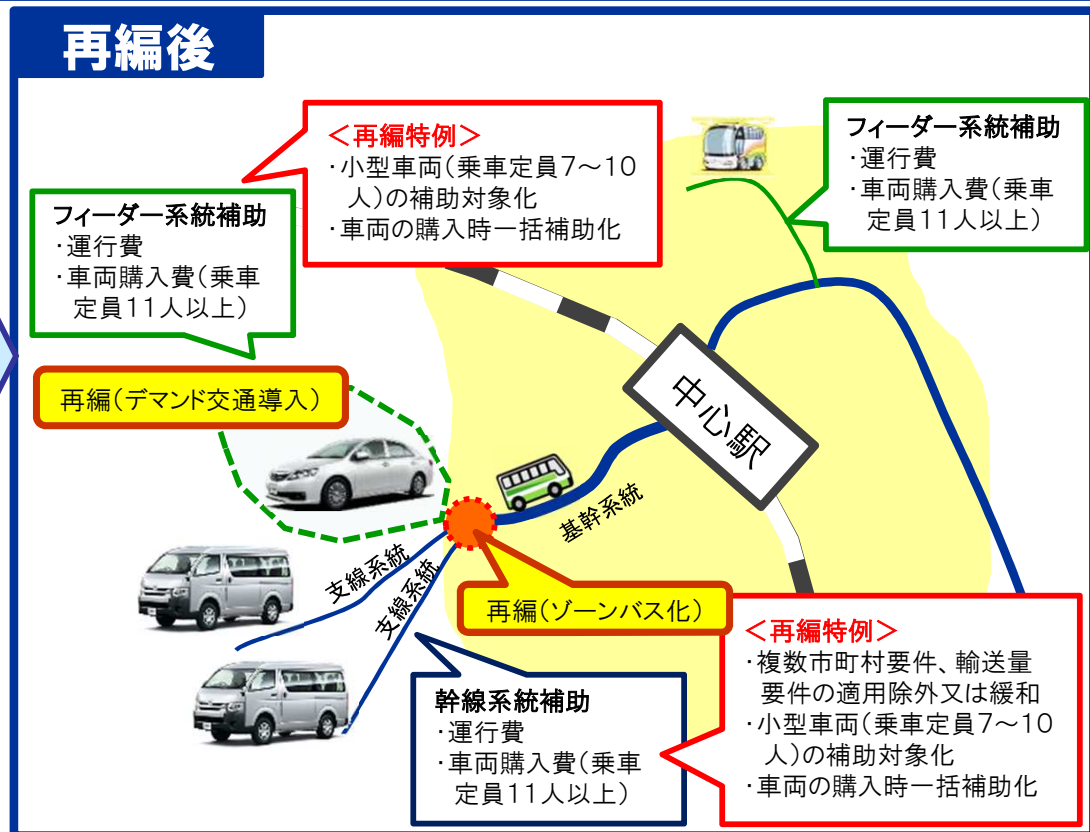 再編後
＜再編特例＞
・小型車両(乗車定員7～10
人)の補助対象化
・車両の購入時一括補助化
フィーダー系統補助
・運行費
・車両購入費(乗車
定員11人以上)
フィーダー系統補助
・運行費
・車両購入費(乗車
定員11人以上)
再編(デマンド交通導入)
中心駅
基幹系統
支線系統
支線系統
再編(ゾーンバス化)
幹線系統補助
・運行費
・車両購入費(乗車
定員11人以上)
＜再編特例＞
・複数市町村要件、輸送量
要件の適用除外又は緩和
・小型車両(乗車定員7～10
人)の補助対象化
・車両の購入時一括補助化